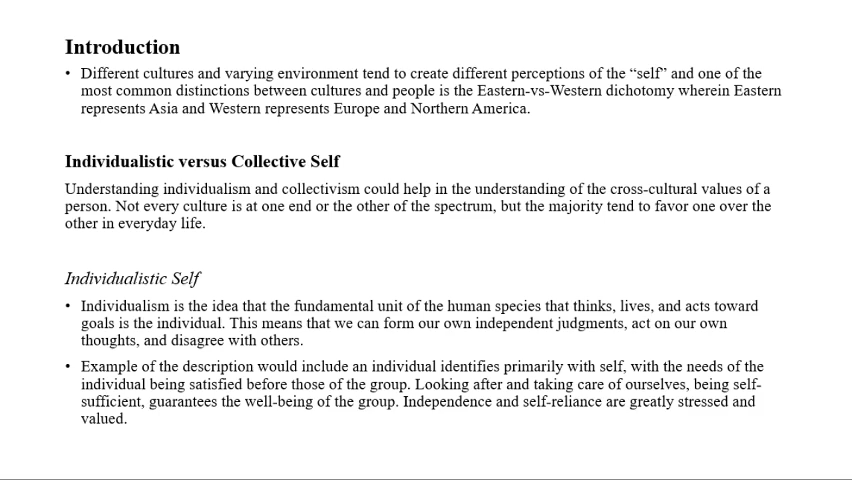 Introduction
• Different cultures and varying environment tend to create different perceptions of the “self” and one of the
most common distinctions between cultures and people is the Eastern-vs-Western dichotomy wherein Eastern
represents Asia and Western represents Europe and Northern America.
Individualistic versus Collective Self
Understanding individualism and collectivism could help in the understanding of the cross-cultural values of a
person. Not every culture is at one end or the other of the spectrum, but the majority tend to favor one over the
other in everyday life.
Individualistic Self
• Individualism is the idea that the fundamental unit of the human species that thinks, lives, and acts toward
goals is the individual. This means that we can form our own independent judgments, act on our own
thoughts, and disagree with others.
• Example of the description would include an individual identifies primarily with self, with the needs of the
individual being satisfied before those of the group. Looking after and taking care of ourselves, being self-
sufficient, guarantees the well-being of the group. Independence and self-reliance are greatly stressed and
valued.